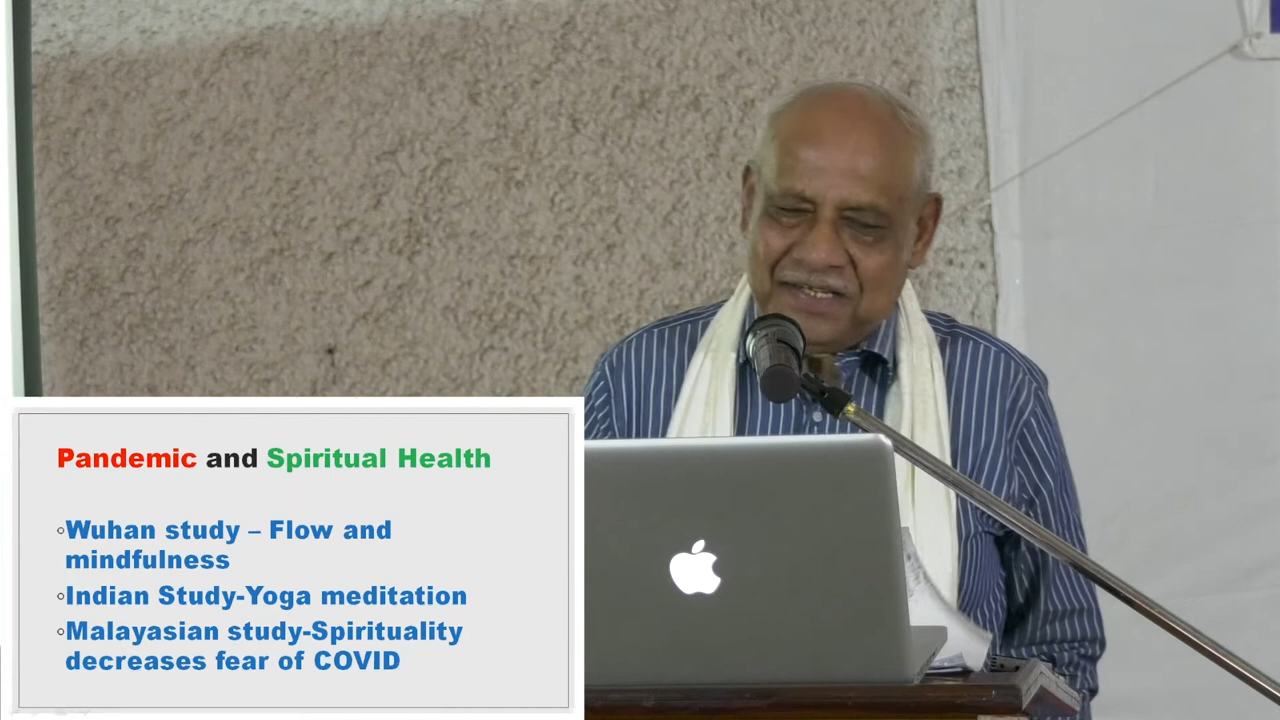 Pandemic and Spiritual Health
◦Wuhan study – Flow and
mindfulness
◦Indian Study-Yoga meditation
◦Malayasian study-Spirituality
decreases fear of COVID